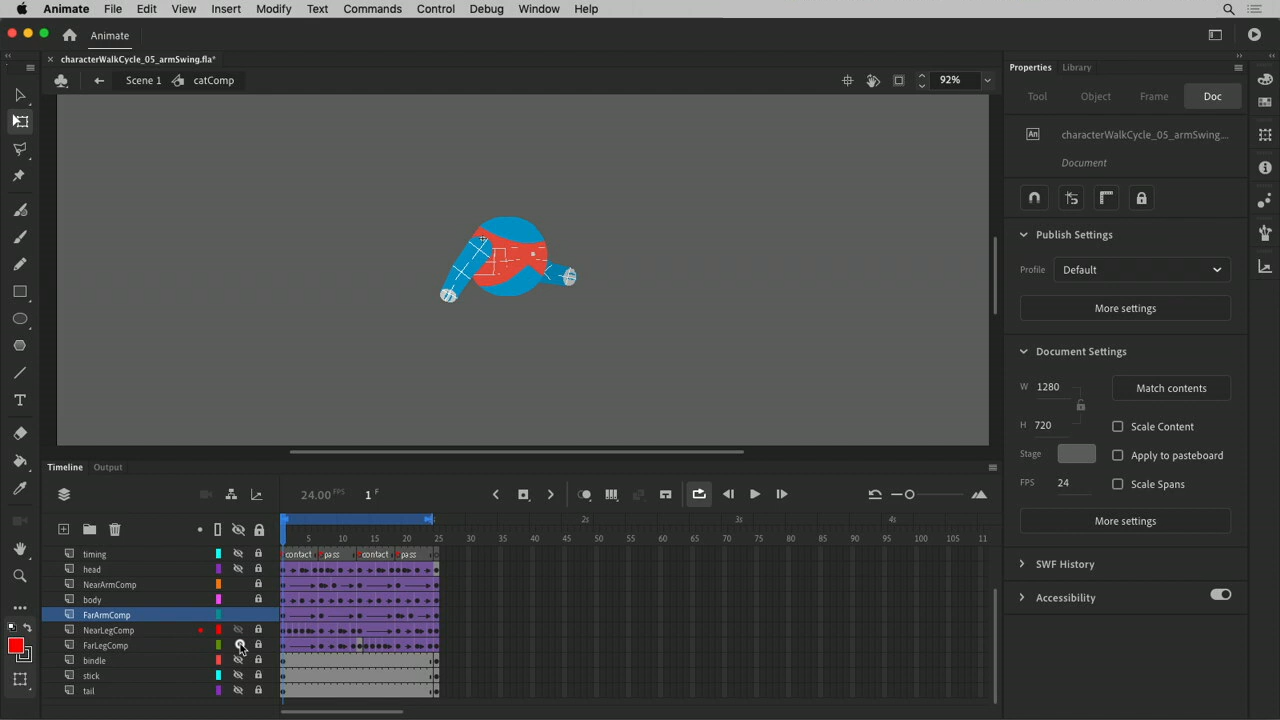 Animate File Edit View Insert Modify Text Commands Control Debug Window Help
Animate
characterWalkCycle_05_armSwing.fla*
Scene 1 catComp
92%
Properties Library
Tool Object Frame Doc
An characterWalkCycle_05_armSwing...
Document
Publish Settings
Profile Default
More settings
Document Settings
W 1280 Match contents
H 720 Scale Content
Stage Apply to pasteboard
FPS 24 Scale Spans
More settings
SWF History
Accessibility
Timeline Output
24.00 FPS 1 F
2s 3s 4s
5 10 15 20 25 30 35 40 45 50 55 60 65 70 75 80 85 90 95 100 105 11
timing contact pass contact pass
head
NearArmComp
body
FarArmComp
NearLegComp
FarLegComp
bindle
stick
tail